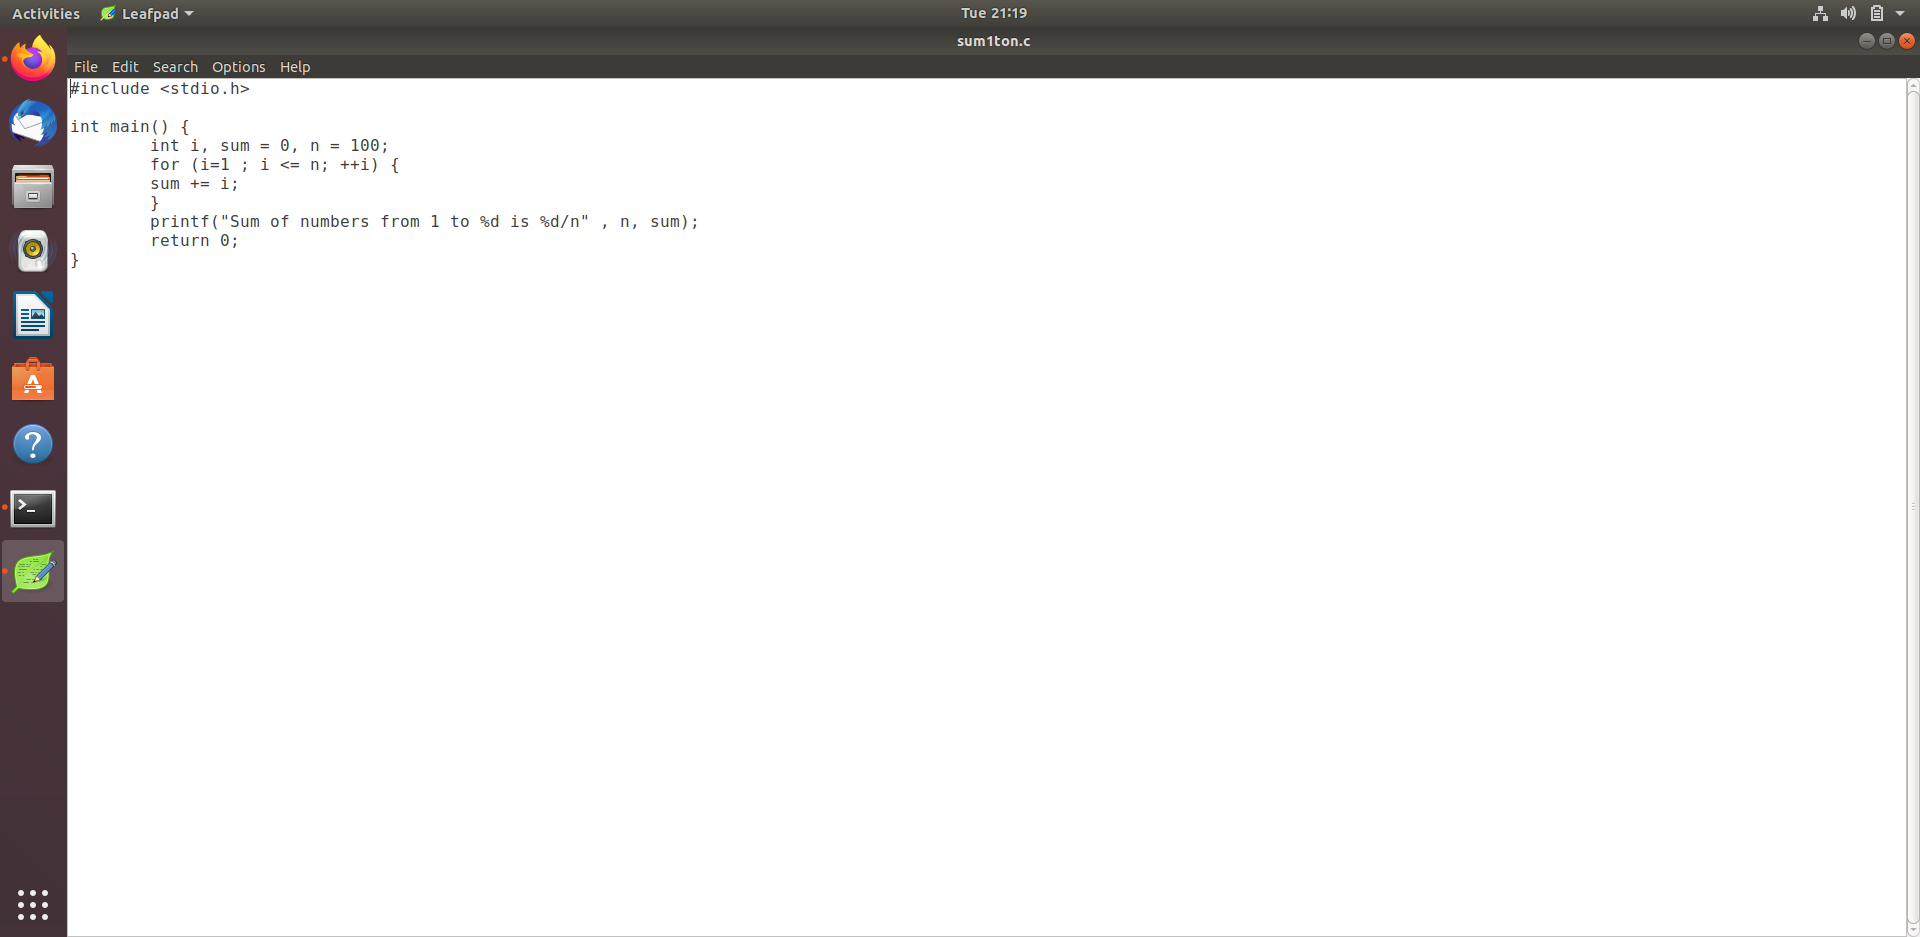 Activities Leafpad Tue 21:19
sum1ton.c
File Edit Search Options Help
#include <stdio.h>

int main() {
        int i, sum = 0, n = 100;
        for (i=1 ; i <= n; ++i) {
        sum += i;
        }
        printf("Sum of numbers from 1 to %d is %d/n" , n, sum);
        return 0;
}